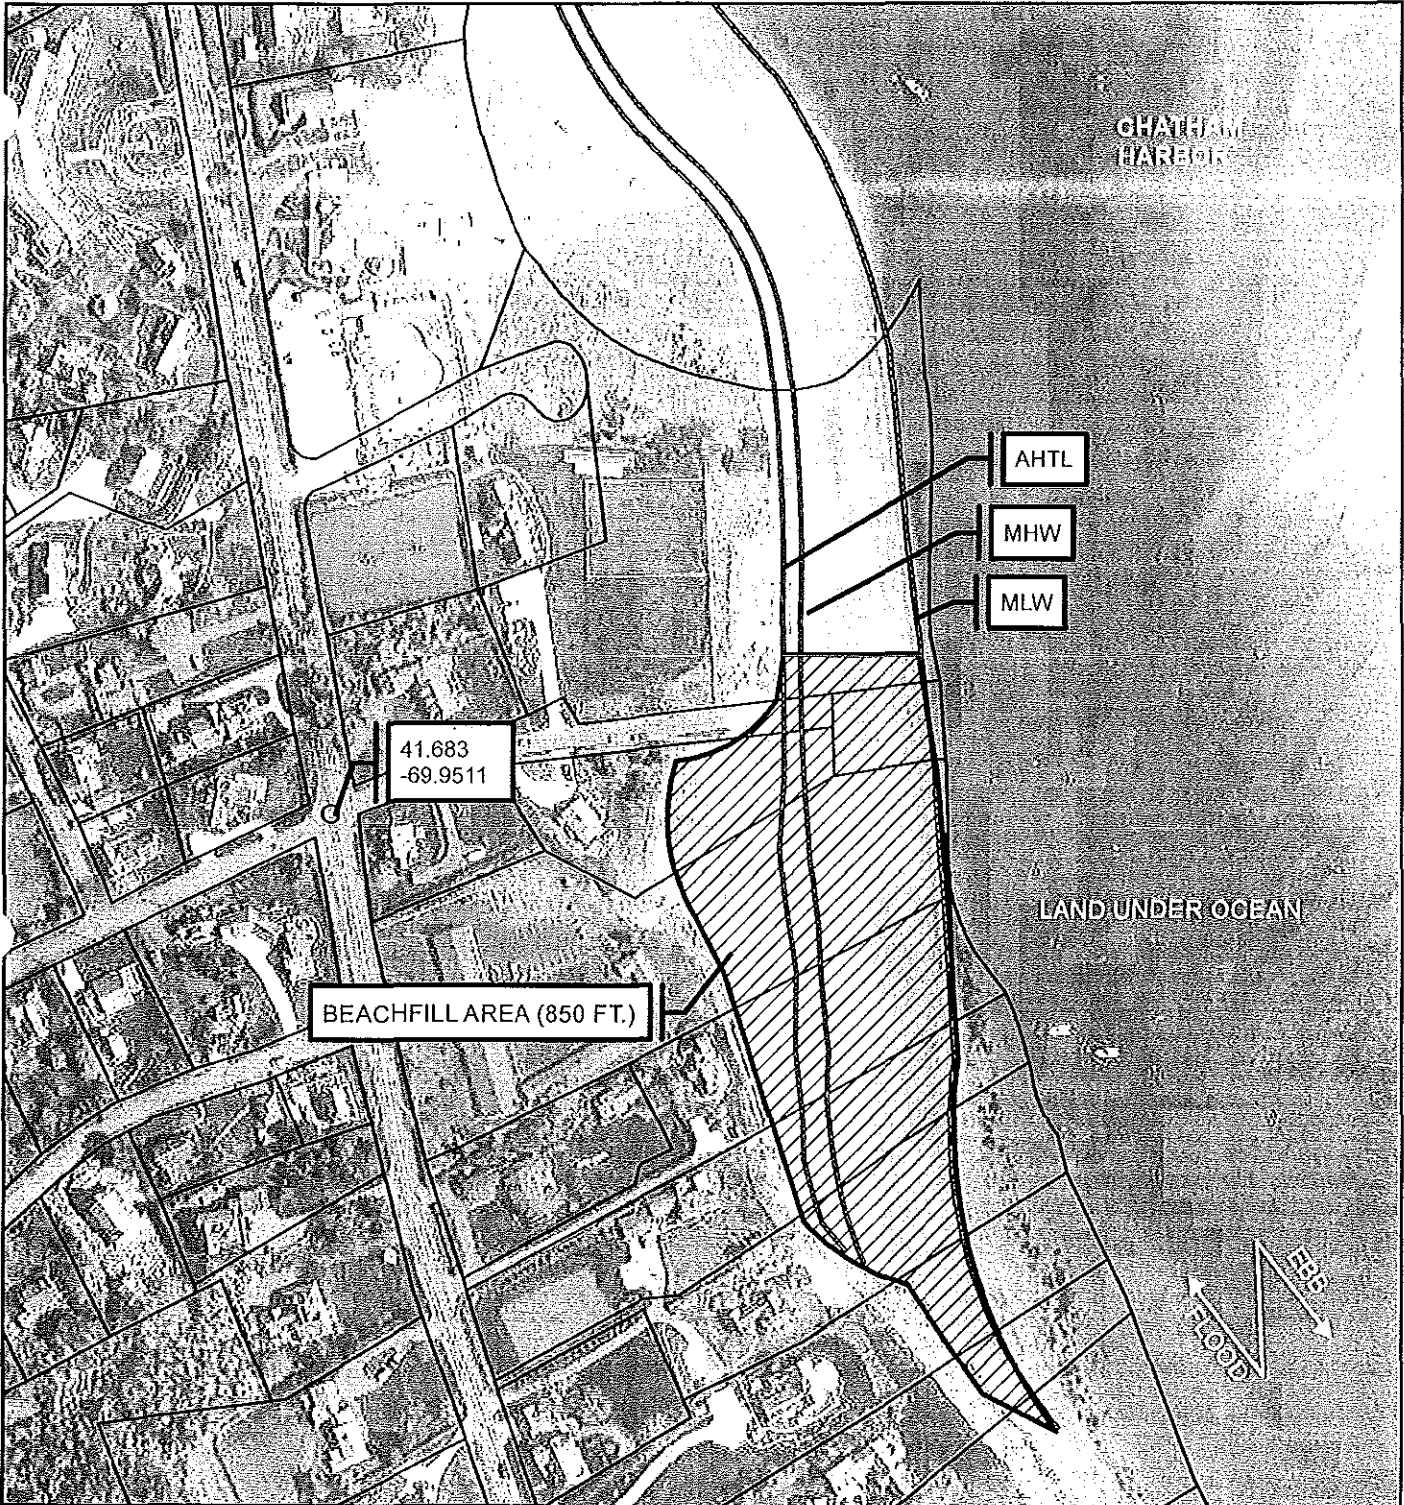 CHATHAM
HARBOR
AHTL
MHW
MLW
41.683
-69.9511
LAND UNDER OCEAN
BEACHFILL AREA (850 FT.)
EBB
FLOOD